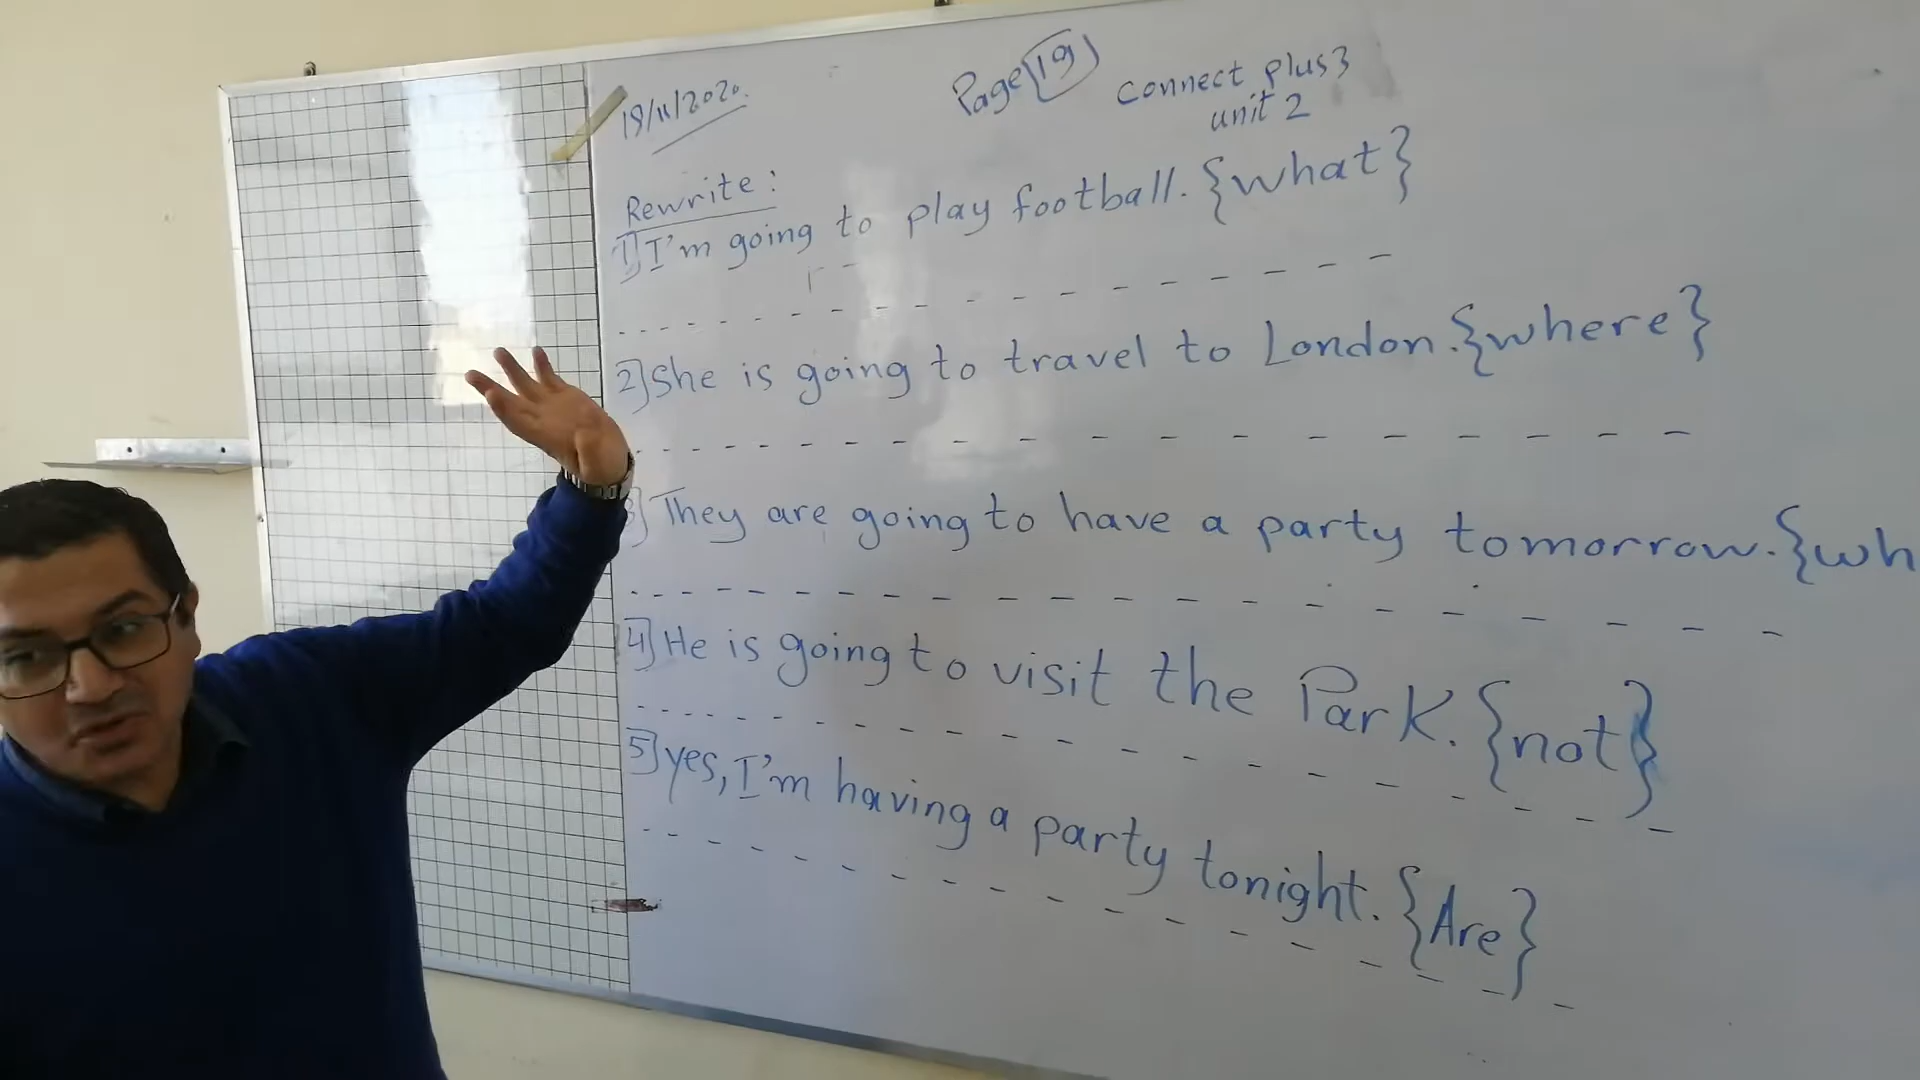 18/11/2020.
Page 19
Connect plus 3
unit 2
Rewrite :
1] I'm going to play football. {what}
2] She is going to travel to London. {where}
3] They are going to have a party tomorrow. {wh
4] He is going to visit the Park. {not}
5] yes, I'm having a party tonight. {Are}